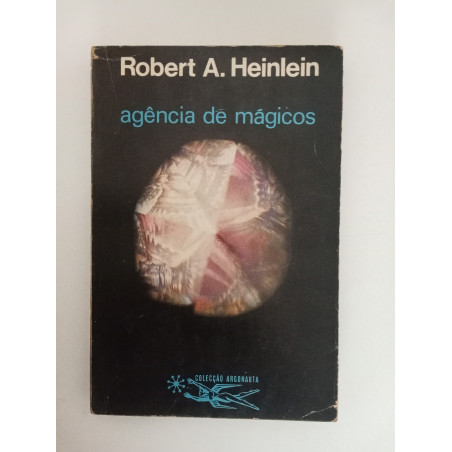 Robert A. Heinlein
agência de mágicos
COLECÇÃO ARGONAUTA